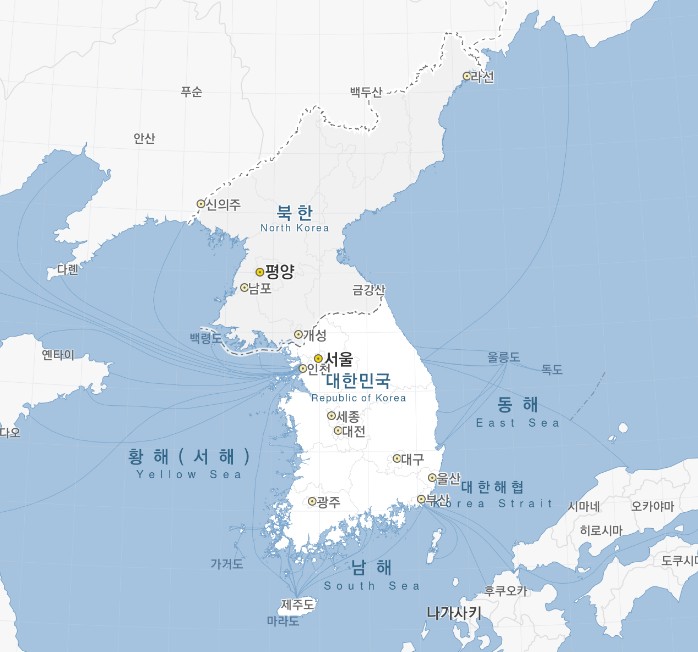 라선
푸순
백두산
안산
신의주
북한
North Korea
평양
다롄
남포
금강산
백령도
개성
옌타이
서울
울릉도
인천
독도
대한민국
Republic of Korea
동해
세종
East Sea
다오
대전
황해(서해)
대구
Yellow Sea
울산
대한해협
광주
부산
rea Strait
시마네
오카야마
히로시마
가거도
남해
도쿠시마
South Sea
후쿠오카
제주도
나가사키
마라도